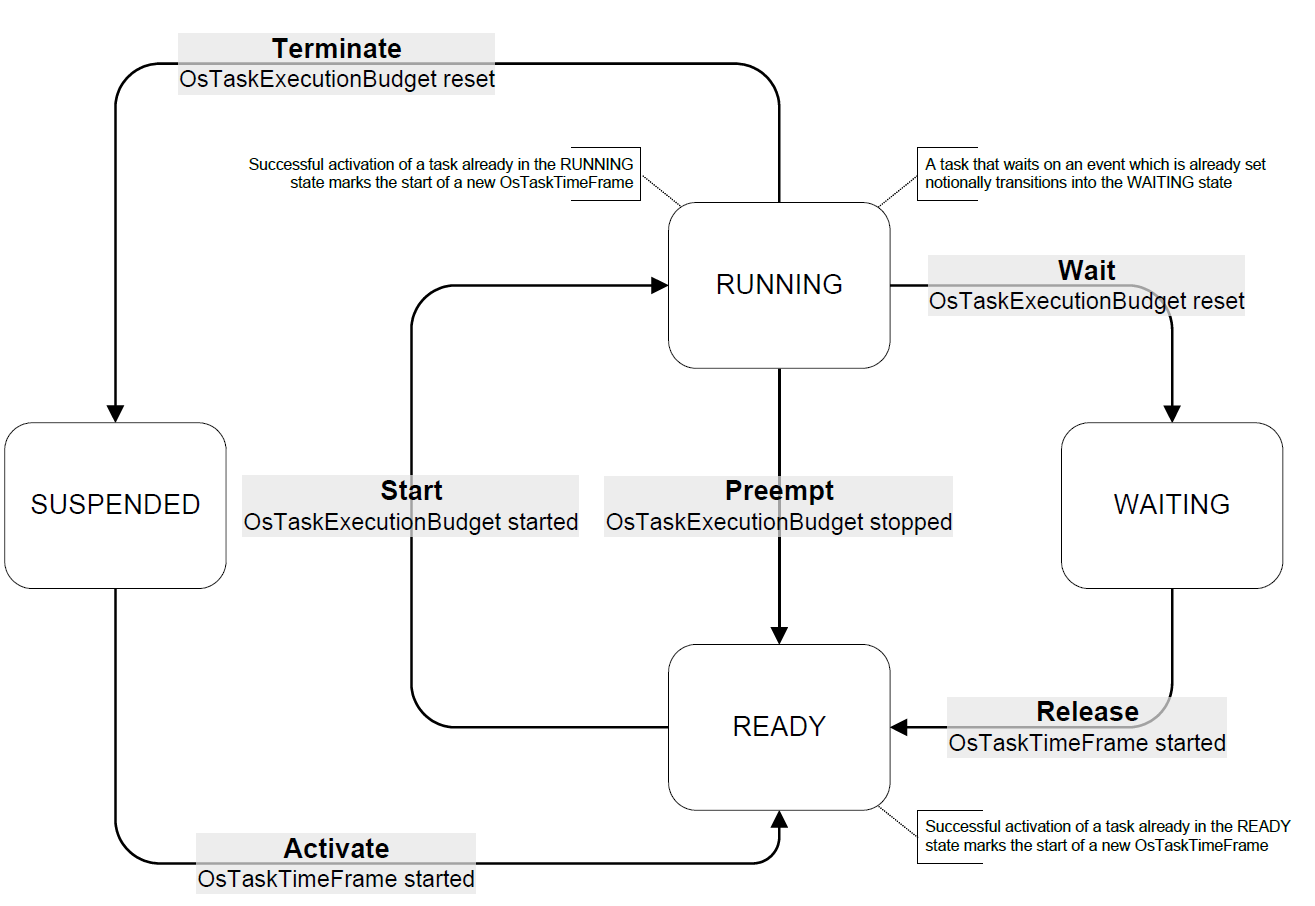 Terminate
OsTaskExecutionBudget reset
Successful activation of a task already in the RUNNING
state marks the start of a new OsTaskTimeFrame
A task that waits on an event which is already set
notionally transitions into the WAITING state
RUNNING
Wait
OsTaskExecutionBudget reset
SUSPENDED
Start
OsTaskExecutionBudget started
Preempt
OsTaskExecutionBudget stopped
WAITING
READY
Release
OsTaskTimeFrame started
Successful activation of a task already in the READY
state marks the start of a new OsTaskTimeFrame
Activate
OsTaskTimeFrame started